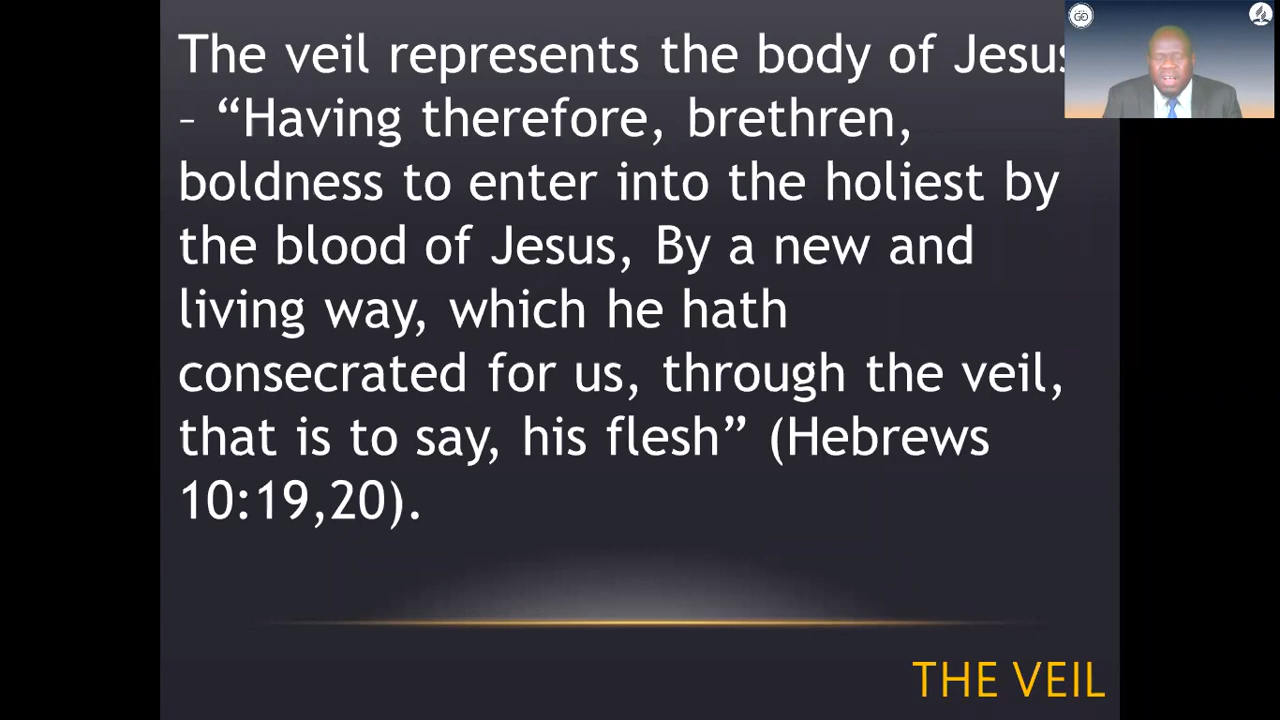 The veil represents the body of Jesus
– “Having therefore, brethren,
boldness to enter into the holiest by
the blood of Jesus, By a new and
living way, which he hath
consecrated for us, through the veil,
that is to say, his flesh” (Hebrews
10:19,20).
THE VEIL